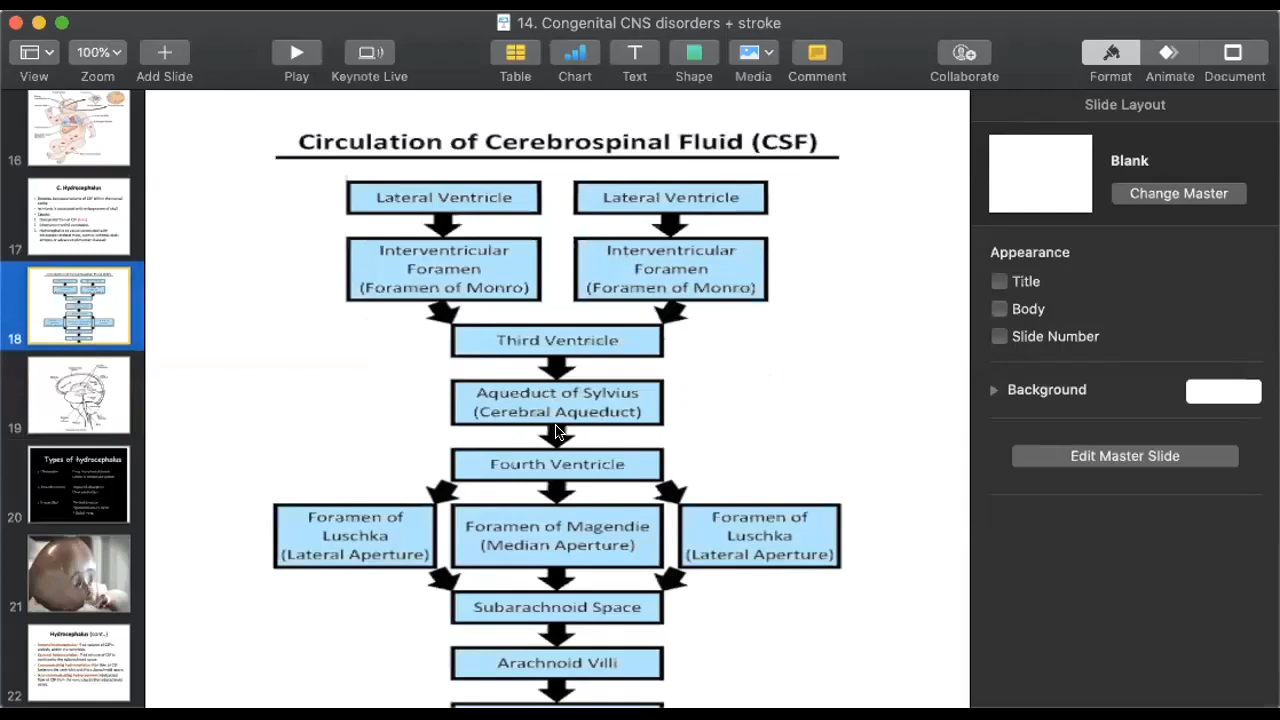 14. Congenital CNS disorders + stroke
100%
View
Zoom
Add Slide
Play
Keynote Live
Table
Chart
Text
Shape
Media
Comment
Collaborate
Format
Animate
Document
16
C. Hydrocephalus
17
18
19
Types of hydrocephalus
20
21
Hydrocephalus (cont..)
22
Circulation of Cerebrospinal Fluid (CSF)
Lateral Ventricle
Lateral Ventricle
Interventricular
Foramen
(Foramen of Monro)
Interventricular
Foramen
(Foramen of Monro)
Third Ventricle
Aqueduct of Sylvius
(Cerebral Aqueduct)
Fourth Ventricle
Foramen of
Luschka
(Lateral Aperture)
Foramen of Magendie
(Median Aperture)
Foramen of
Luschka
(Lateral Aperture)
Subarachnoid Space
rachnoid Villi
Slide Layout
Blank
Change Master
Appearance
Title
Body
Slide Number
Background
Edit Master Slide